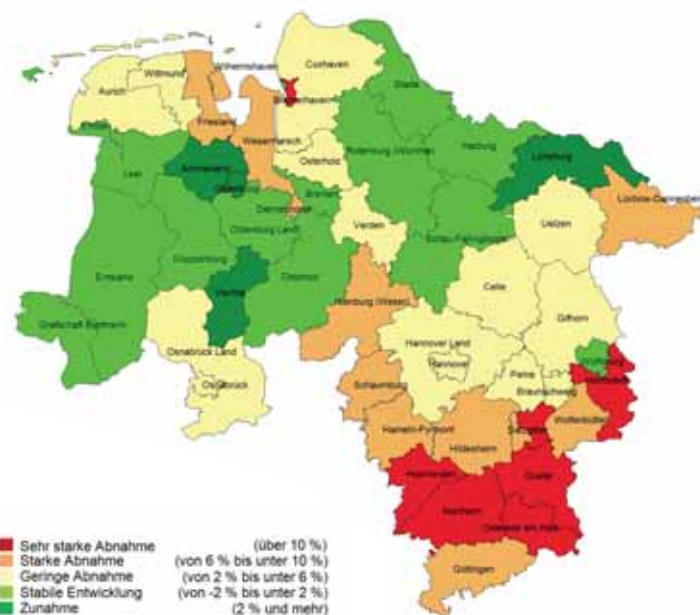 Wilhelmshaven
Cuxhaven
Wittmund
Aurich
Stade
Bremerhaven
Friesland
Wesermarsch
Emden
Osterholz
Rotenburg (Wümme)
Harburg
Lüneburg
Leer
Ammerland
Oldenburg
Bremen
Delmenhorst
Lüchow-Dannenberg
Oldenburg Land
Verden
Uelzen
Soltau-Fallingbostel
Cloppenburg
Emsland
Diepholz
Celle
Vechta
Nienburg (Weser)
Gifhorn
Grafschaft Bentheim
Hannover Land
Osnabrück Land
Hannover
Wolfsburg
Peine
Helmstedt
Osnabrück
Schaumburg
Braunschweig
Wolfenbüttel
Hameln-Pyrmont
Salzgitter
Hildesheim
Holzminden
Goslar
Northeim
Osterode am Harz
Göttingen
Sehr starke Abnahme (über 10 %)
Starke Abnahme (von 6 % bis unter 10 %)
Geringe Abnahme (von 2 % bis unter 6 %)
Stabile Entwicklung (von -2 % bis unter 2 %)
Zunahme (2 % und mehr)